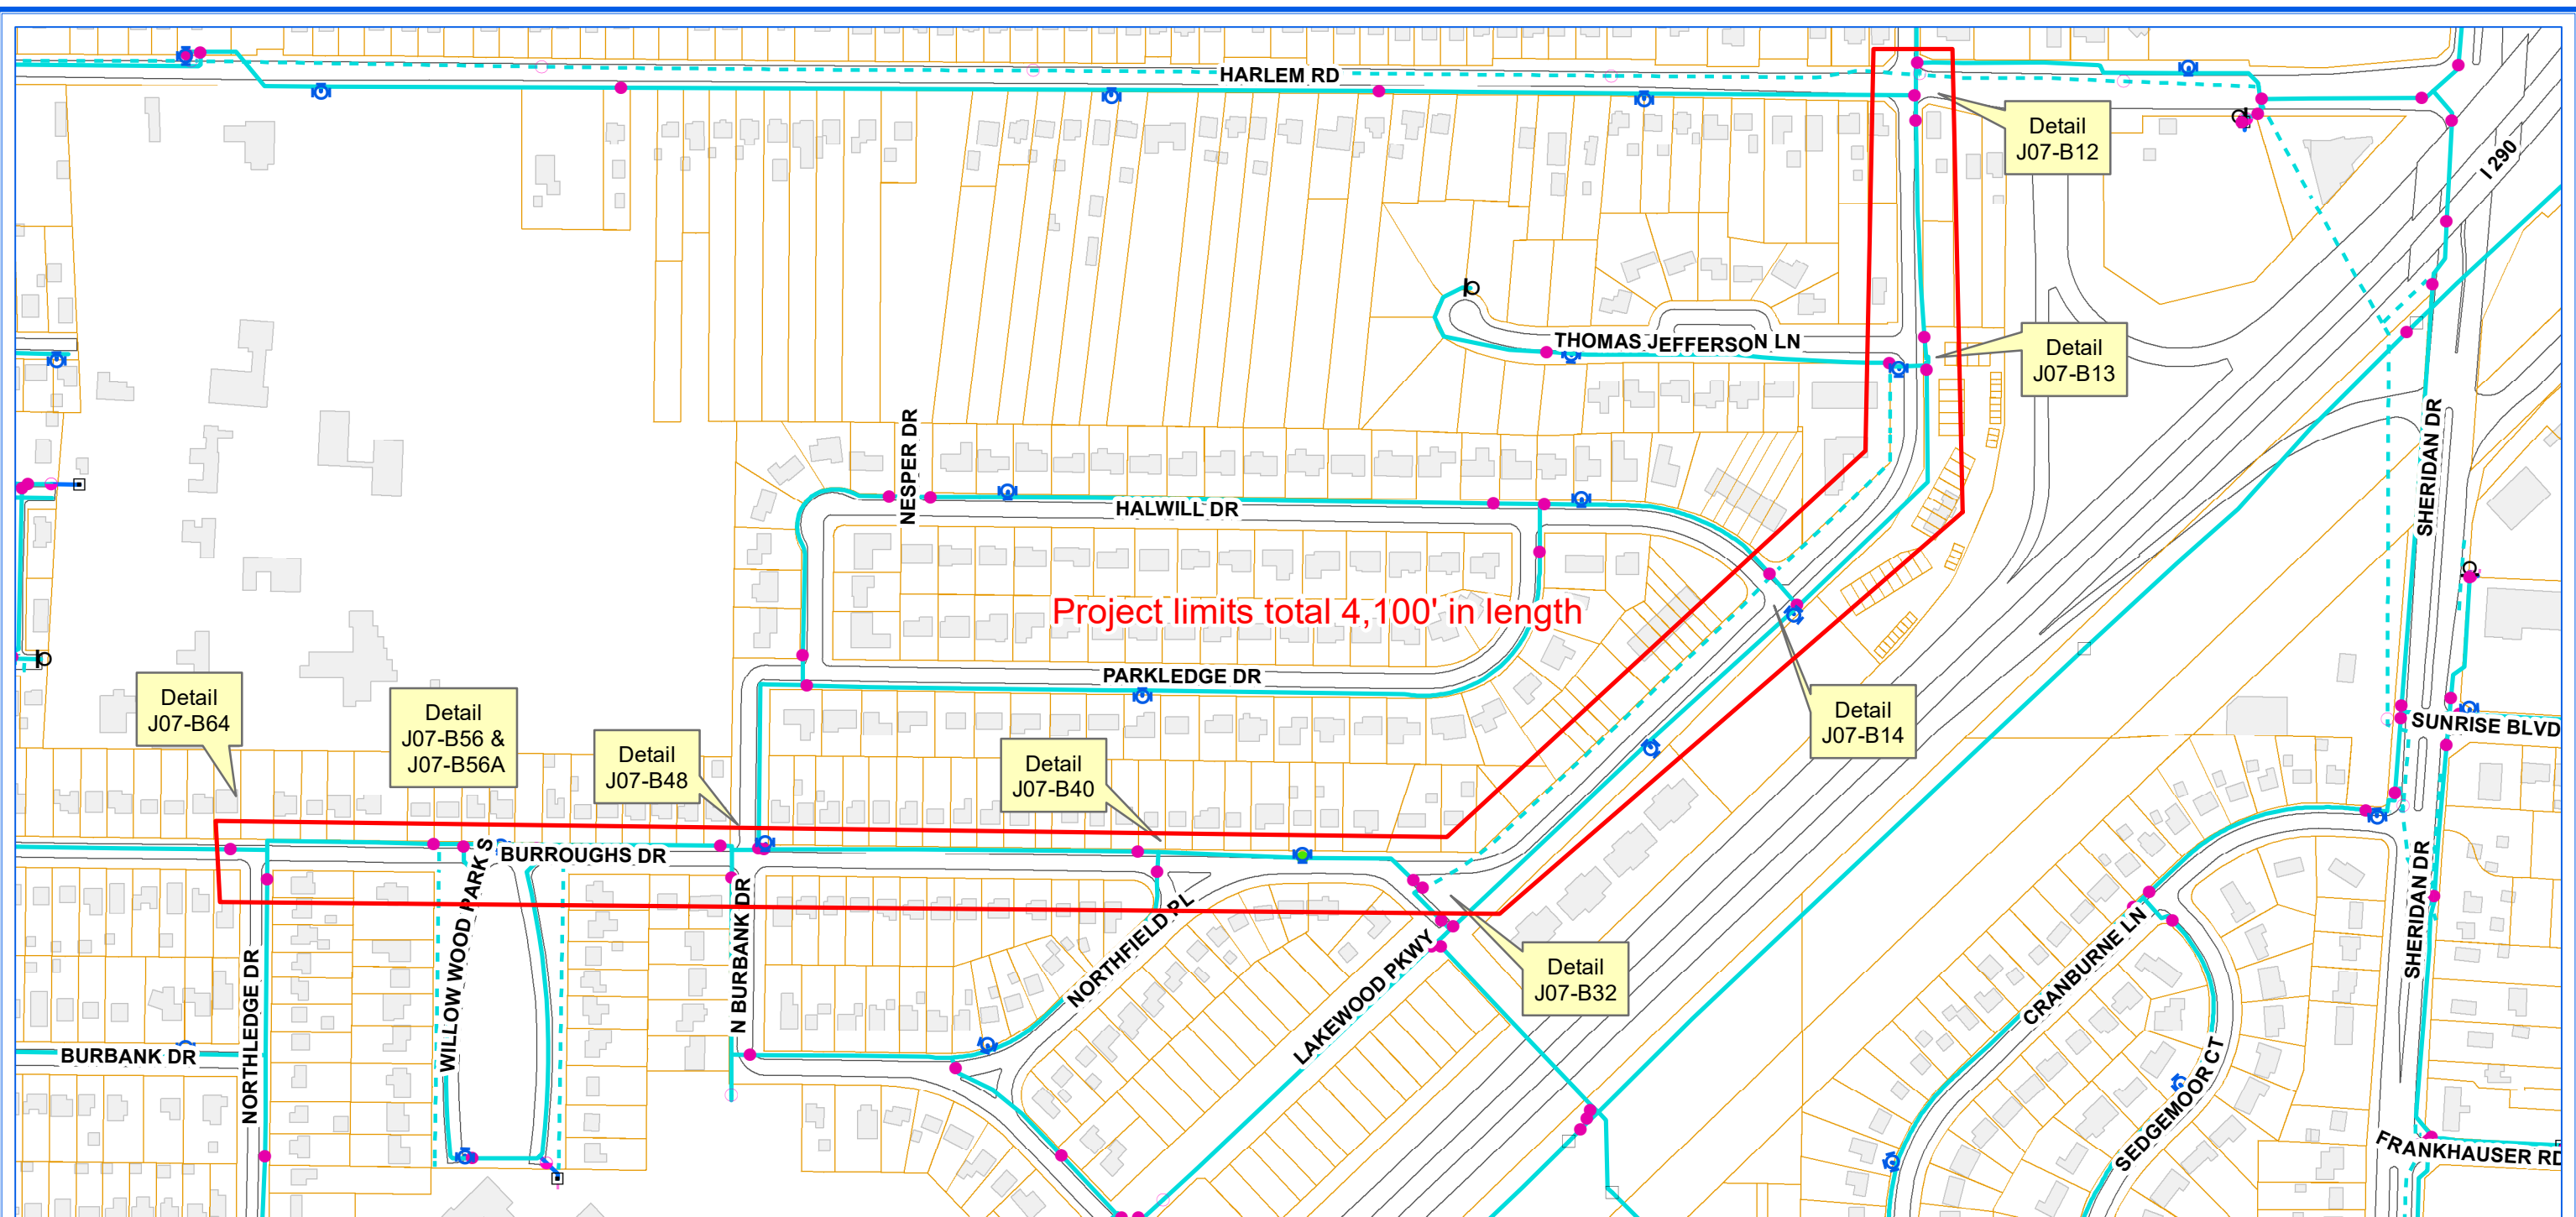 HARLEM RD
Detail
J07-B12
I 290
THOMAS JEFFERSON LN
Detail
J07-B13
NESPER DR
HALWILL DR
SHERIDAN DR
Project limits total 4,100' in length
PARKLEDGE DR
Detail
J07-B64
Detail
J07-B56 &
J07-B56A
Detail
J07-B48
Detail
J07-B40
Detail
J07-B14
SUNRISE BLVD
BURROUGHS DR
WILLOW WOOD PARK S
N BURBANK DR
NORTHFIELD PL
LAKEWOOD PKWY
Detail
J07-B32
CRANBURNE LN
SHERIDAN DR
NORTHLEDGE DR
BURBANK DR
SEDGEMOOR CT
FRANKHAUSER RD